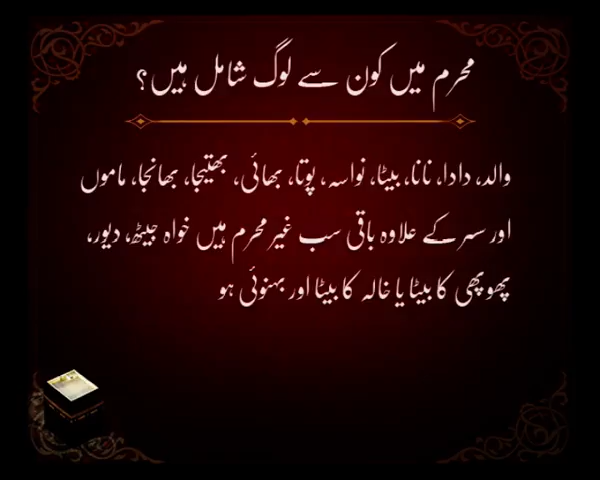 محرم میں کون سے لوگ شامل ہیں؟
والد، دادا، نانا، بیٹا، نواسہ، پوتا، بھائی، بھتیجا، بھانجا، ماموں
اور سسر کے علاوہ باقی سب غیر محرم ہیں خواہ جیٹھ، دیور،
پھوپھی کا بیٹا یا خالہ کا بیٹا اور بہنوئی ہو